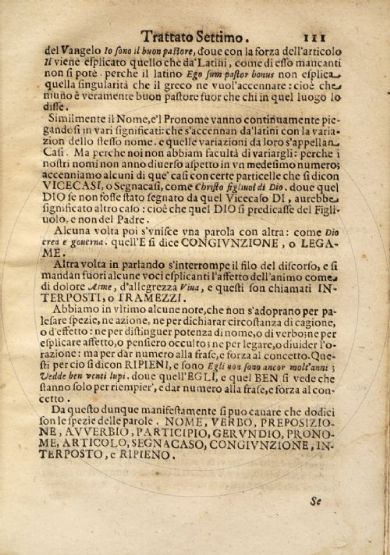 Trattato Settimo. 111
del Vangelo Io sono il buon pastore, doue con la forza dell'articolo
Il viene esplicato quello che da' Latini, come di esso mancanti
non si potè. perche il latino Ego sum pastor bonus non esplica
quella singularità che il greco ne vuol'accennare: cioè che
niuno è veramente buon pastore fuor che chi in quel luogo lo
disse.
Similmente il Nome, e'l Pronome vanno continuamente pie-
gandosi in varj significati: che s'accennan da'latini con la varia-
zion dello stesso nome. e quelle variazioni da loro s'appellan
Casi. Ma perche noi non abbiam facultà di variargli: perche i
nostri nomi non anno diuerso aspetto in vn medesimo numero;
accenniamo alcuni di que' casi con certe particelle che si dicon
VICECASI, o Segnacasi, come Christo figliuol di Dio. doue quel
DIO se non fosse stato segnato da quel Vicecaso DI, aurebbe
significato altro caso: cioè che quel DIO si predicasse del Figli-
uolo, e non del Padre.
Alcuna volta poi s'vnisce vna parola con altra: come Dio
crea e gouerna. quell'E si dice CONGIVNZIONE, o LEGA-
ME.
Altra volta in parlando s'interrompe il filo del discorso, e si
mandan fuori alcune voci esplicanti l'affetto dell'animo come
di dolore Aime, d'allegrezza Viua, e questi son chiamati IN-
TERPOSTI, o TRAMEZZI.
Abbiamo in vltimo alcune note, che non s'adoprano per pa-
lesare spezie, ne azione, ne per dichiarar circostanza di cagione,
o d'effetto: ne per distinguer potenza di nome, o di verbo; ne per
esplicare affetto, o pensiero occulto; ne per legare, o diuider l'o-
razione: ma per dar numero alla frase, e forza al concetto. Que-
sti per cio si dicon RIPIENI, e sono Egli non sono ancor molt'anni;
Vedde ben venti lupi. doue quell'EGLI, e quel BEN si vede che
stanno solo per riempier', e dar numero alla frase, e forza al con-
cetto.
Da questo dunque manifestamente si puo cauare che dodici
son le spezie delle parole. NOME, VERBO, PREPOSIZIO-
NE, AVVERBIO, PARTICIPIO, GERVNDIO, PRONO-
ME, ARTICOLO, SEGNACASO, CONGIVNZIONE, IN-
TERPOSTO, e RIPIENO.
Se